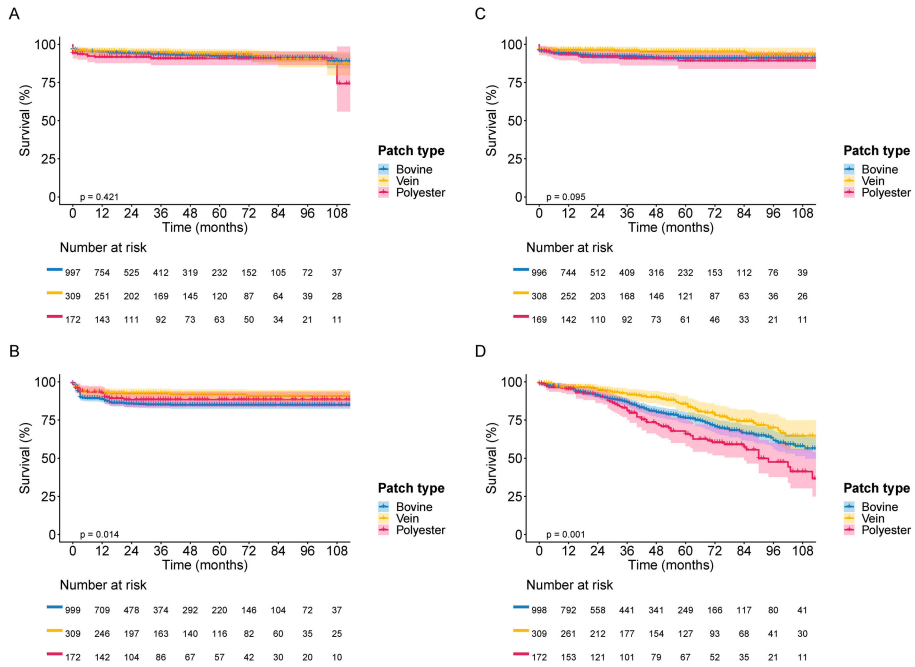 A
100
75
50
25
0
Survival (%)
p = 0.421
0 12 24 36 48 60 72 84 96 108
Time (months)
Patch type
Bovine
Vein
Polyester
Number at risk
997 754 525 412 319 232 152 105 72 37
309 251 202 169 145 120 87 64 39 28
172 143 111 92 73 63 50 34 21 11
C
100
75
50
25
0
Survival (%)
p = 0.095
0 12 24 36 48 60 72 84 96 108
Time (months)
Patch type
Bovine
Vein
Polyester
Number at risk
996 744 512 409 316 232 153 112 76 39
308 252 203 168 146 121 87 63 36 26
169 142 110 92 73 61 46 33 21 11
B
100
75
50
25
0
Survival (%)
p = 0.014
0 12 24 36 48 60 72 84 96 108
Time (months)
Patch type
Bovine
Vein
Polyester
Number at risk
999 709 478 374 292 220 146 104 72 37
309 246 197 163 140 116 82 60 35 25
172 142 104 86 67 57 42 30 20 10
D
100
75
50
25
0
Survival (%)
p = 0.001
0 12 24 36 48 60 72 84 96 108
Time (months)
Patch type
Bovine
Vein
Polyester
Number at risk
998 792 558 441 341 249 166 117 80 41
309 261 212 177 154 127 93 68 41 30
172 153 121 101 79 67 52 35 21 11